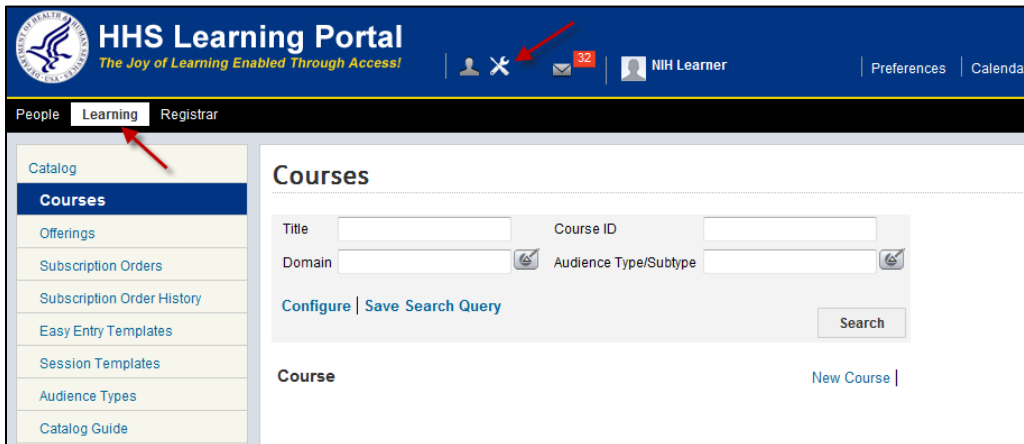 HHS Learning Portal
The Joy of Learning Enabled Through Access!
32
NIH Learner
Preferences
Calenda
People Learning Registrar
Catalog
Courses
Offerings
Subscription Orders
Subscription Order History
Easy Entry Templates
Session Templates
Audience Types
Catalog Guide
Courses
Title
Course ID
Domain
Audience Type/Subtype
Configure | Save Search Query
Search
Course
New Course |